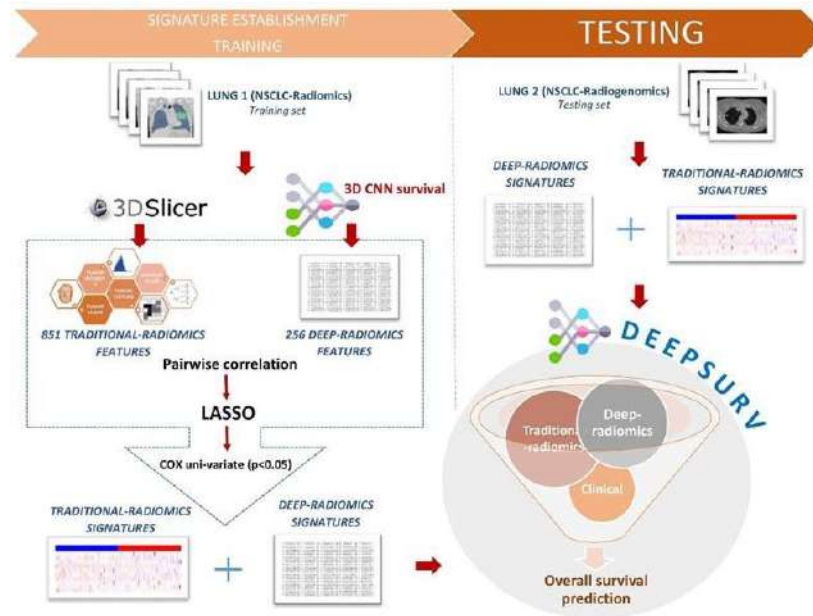 SIGNATURE ESTABLISHMENT
TRAINING
TESTING
LUNG 1 (NSCLC-Radiomics)
Training set
3DSlicer
3D CNN survival
851 TRADITIONAL-RADIOMICS
FEATURES
256 DEEP-RADIOMICS
FEATURES
Pairwise correlation
LASSO
COX uni-variate (p<0.05)
TRADITIONAL-RADIOMICS
SIGNATURES
+
DEEP-RADIOMICS
SIGNATURES
LUNG 2 (NSCLC-Radiogenomics)
Testing set
DEEP-RADIOMICS
SIGNATURES
+
TRADITIONAL-RADIOMICS
SIGNATURES
DEEPSURV
Traditional
-radiomics
Deep-
radiomics
Clinical
Overall survival
prediction